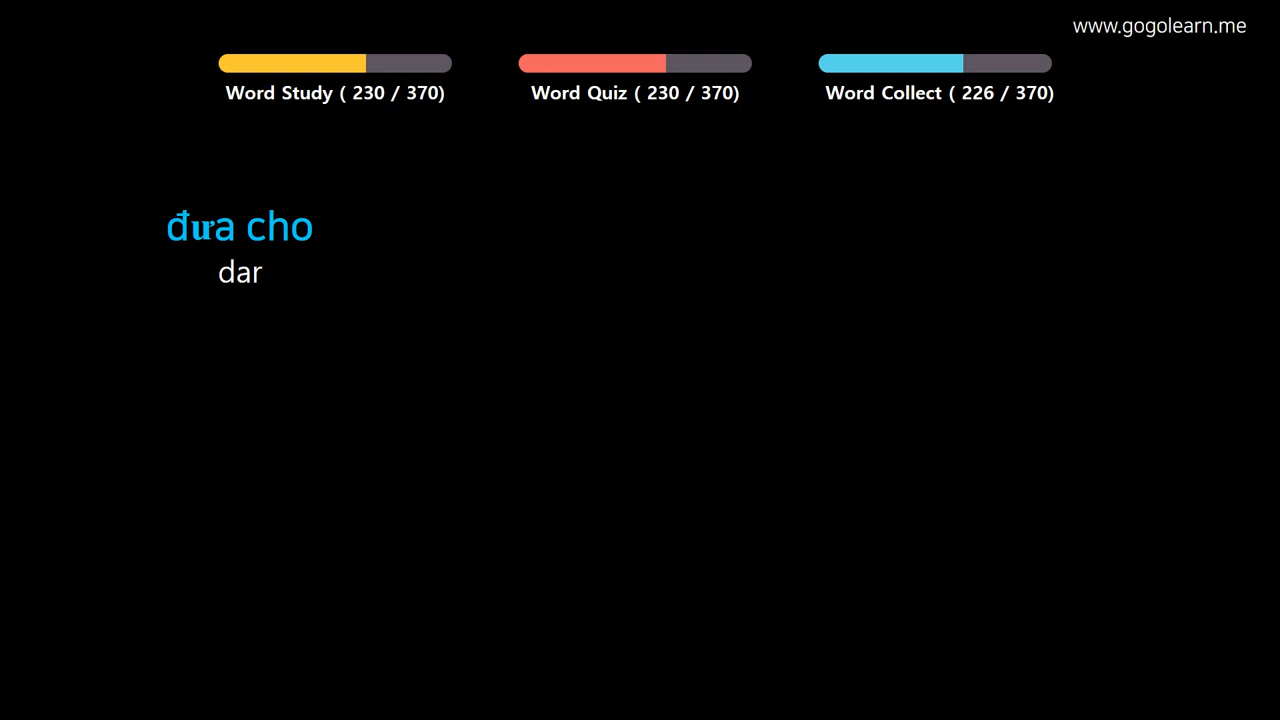 www.gogolearn.me
Word Study ( 230 / 370)
Word Quiz ( 230 / 370)
Word Collect ( 226 / 370)
đưa cho
dar